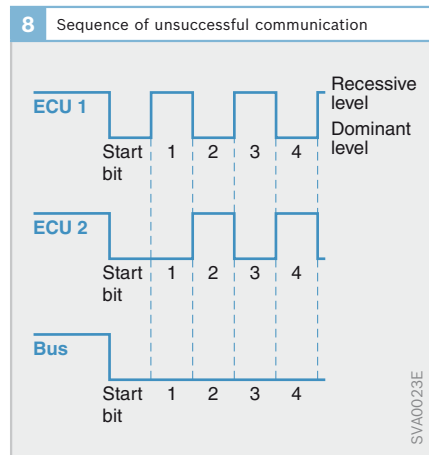 8 Sequence of unsuccessful communication
ECU 1
Recessive
level
Dominant
level
Start
bit
1 2 3 4
ECU 2
Start
bit
1 2 3 4
Bus
Start
bit
1 2 3 4
SVA0023E